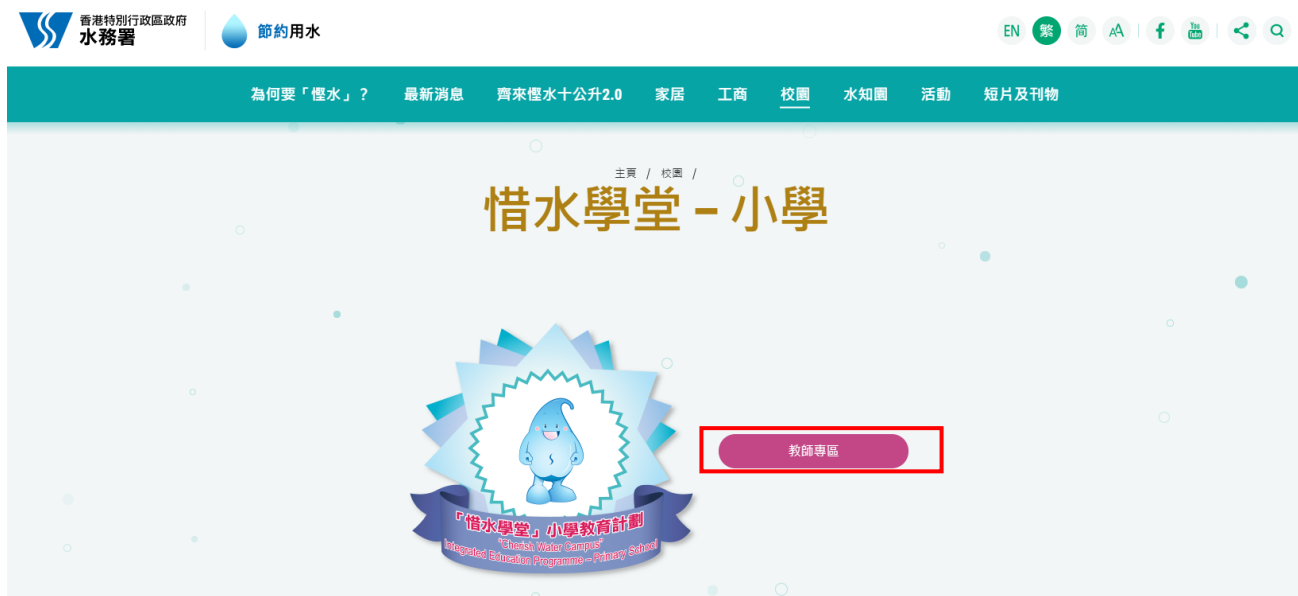 香港特別行政區政府
水務署
節約用水
EN 繁 简 AA f You Tube
為何要「慳水」？ 最新消息 齊來慳水十公升2.0 家居 工商 校園 水知園 活動 短片及刊物
主頁 / 校園 /
惜水學堂 – 小學
教師專區
「惜水學堂」小學教育計劃
"Cherish Water Campus"
Integrated Education Programme – Primary School